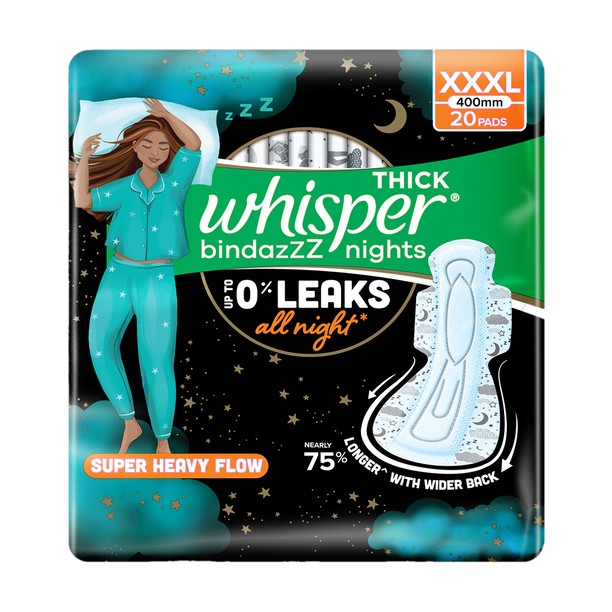 XXXL
400mm
20 PADS
z z Z
THICK
whisper®
bindazZZ nights
UP TO 0% LEAKS
all night*
SUPER HEAVY FLOW
NEARLY
75% LONGER^ WITH WIDER BACK